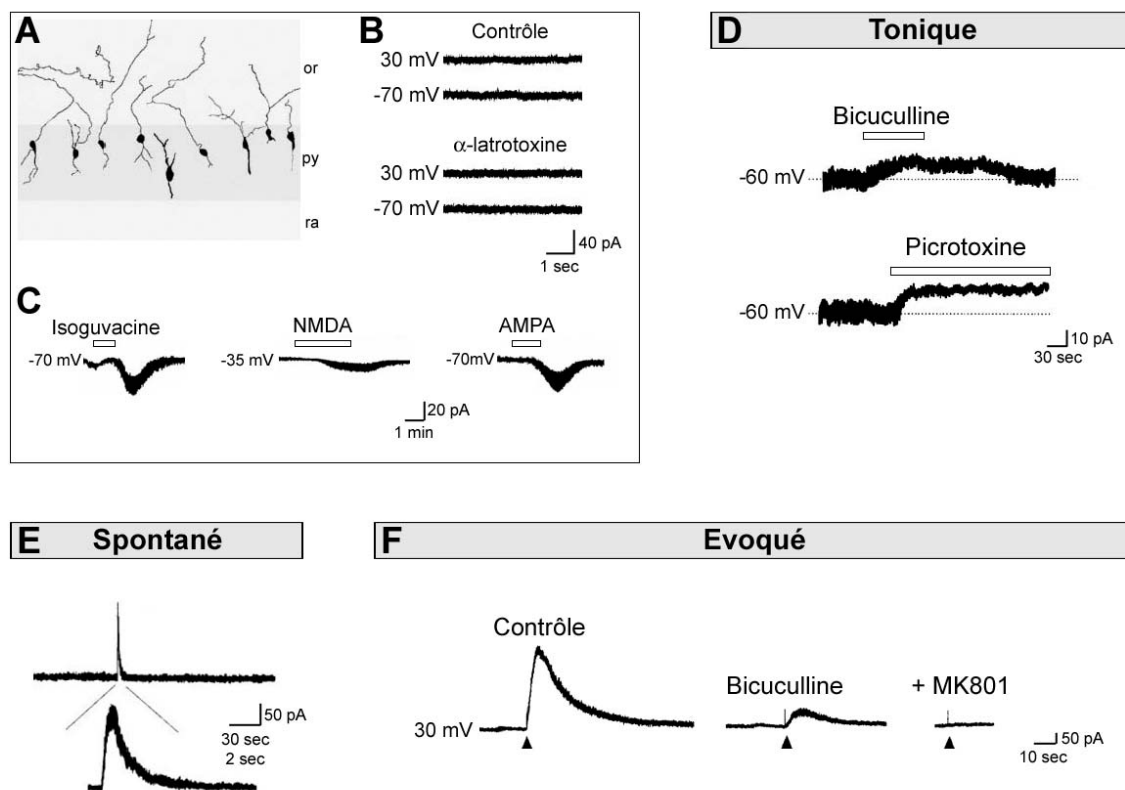 A
or
py
ra
B
Contrôle
30 mV
-70 mV
α-latrotoxine
30 mV
-70 mV
40 pA
1 sec
C
Isoguvacine
-70 mV
NMDA
-35 mV
AMPA
-70mV
20 pA
1 min
D Tonique
Bicuculline
-60 mV
Picrotoxine
-60 mV
10 pA
30 sec
E Spontané
50 pA
30 sec
2 sec
F Evoqué
Contrôle
30 mV
Bicuculline
+ MK801
50 pA
10 sec